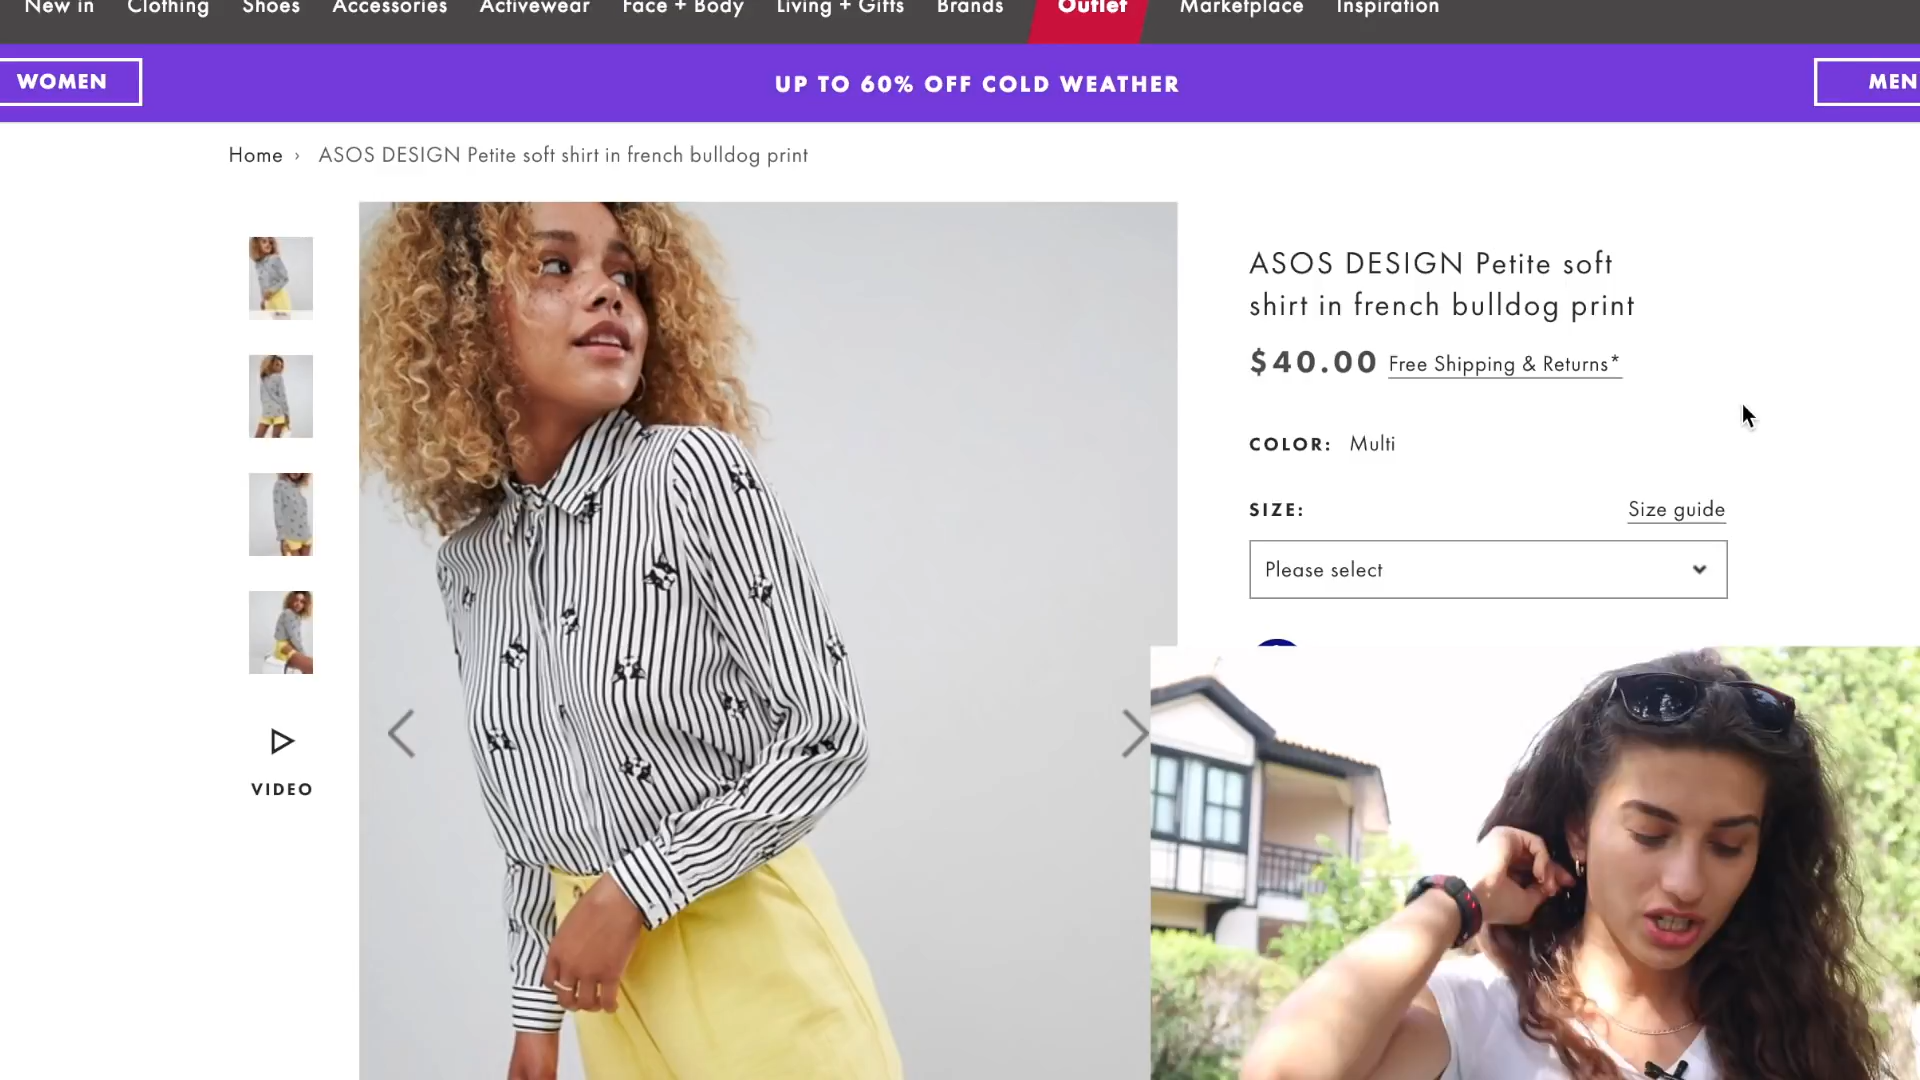 New in Clothing Shoes Accessories Activewear Face + Body Living + Gifts Brands Outlet Marketplace Inspiration
WOMEN
UP TO 60% OFF COLD WEATHER
MEN
Home › ASOS DESIGN Petite soft shirt in french bulldog print
ASOS DESIGN Petite soft
shirt in french bulldog print
$40.00 Free Shipping & Returns*
COLOR: Multi
SIZE: Size guide
Please select
VIDEO